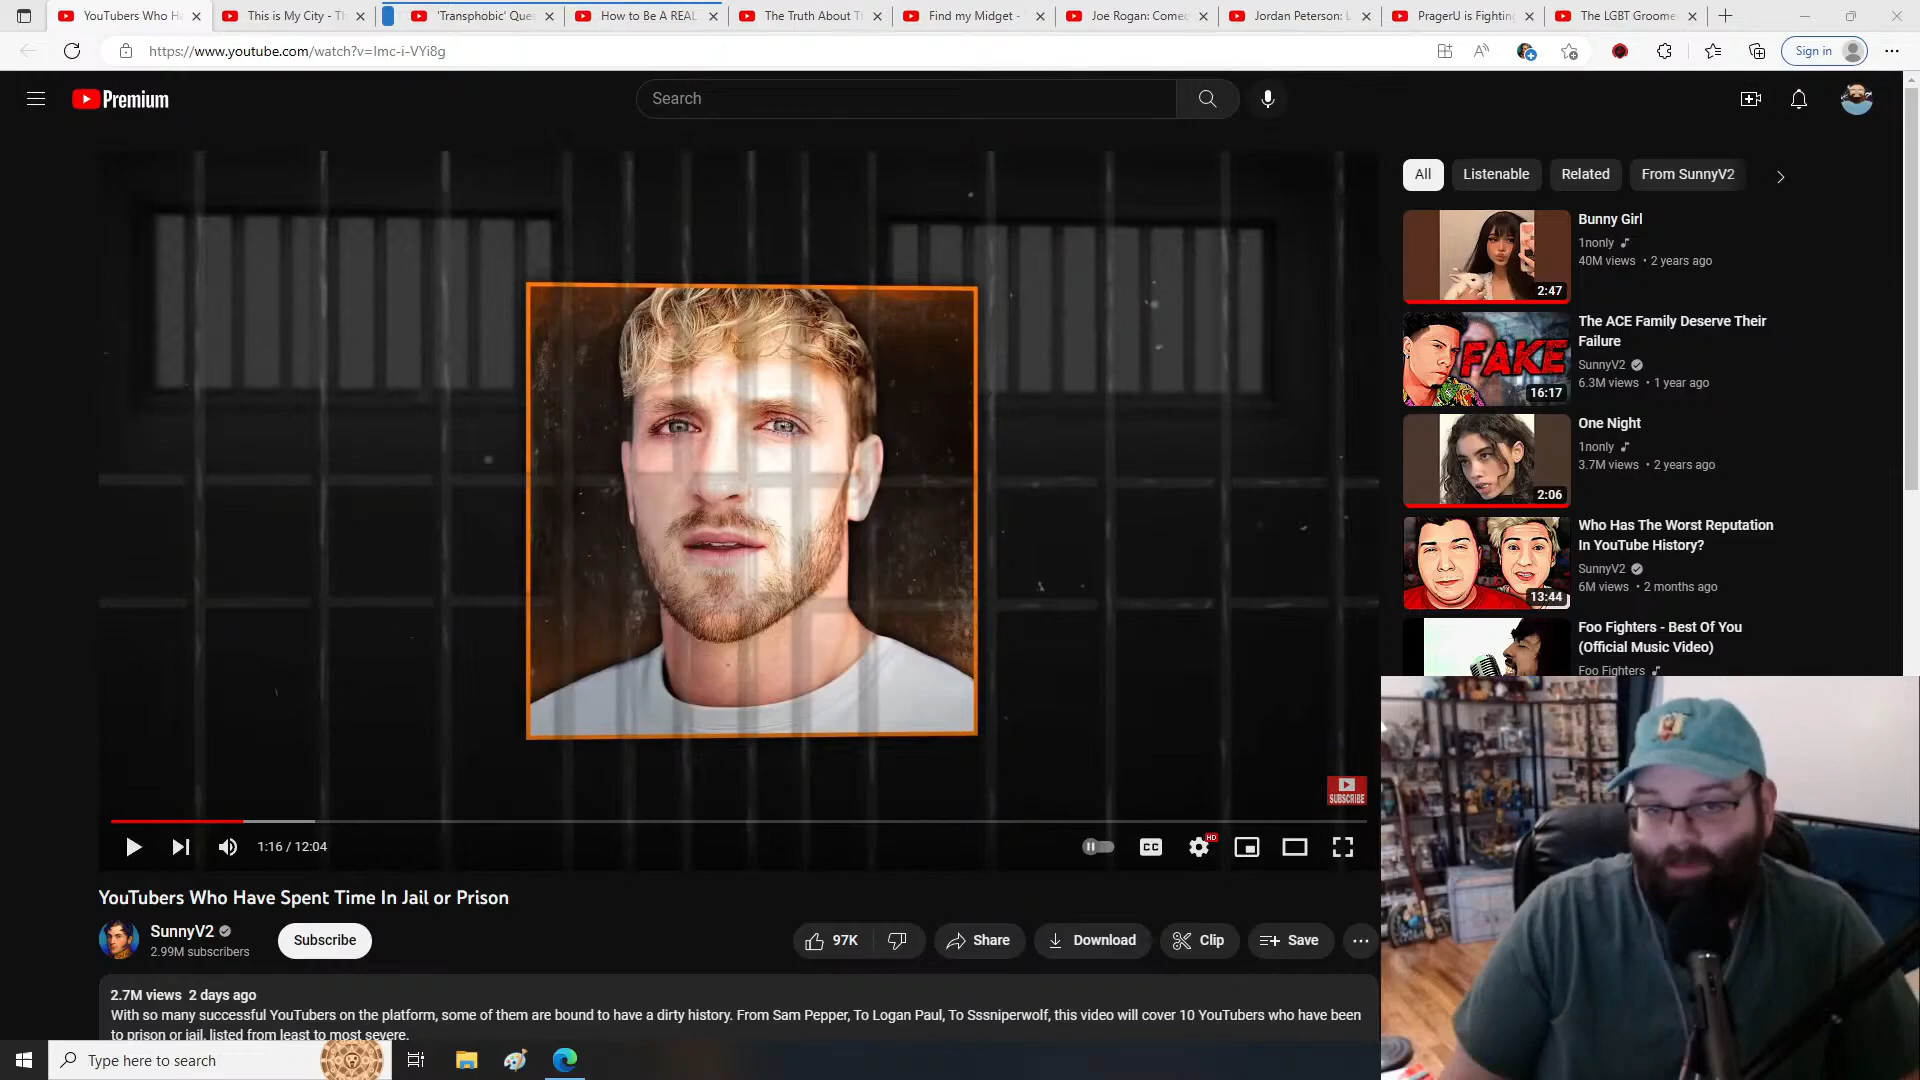 YouTubers Who H
This is My City - T
'Transphobic' Ques
How to Be A REAL
The Truth About T
Find my Midget -
Joe Rogan: Come
Jordan Peterson: L
PragerU is Fighting
The LGBT Groome
https://www.youtube.com/watch?v=Imc-i-VYi8g
Sign in
Premium
Search
All
Listenable
Related
From SunnyV2
Bunny Girl
1nonly
40M views • 2 years ago
2:47
The ACE Family Deserve Their
Failure
SunnyV2
6.3M views • 1 year ago
FAKE
16:17
One Night
1nonly
3.7M views • 2 years ago
2:06
Who Has The Worst Reputation
In YouTube History?
SunnyV2
6M views • 2 months ago
13:44
Foo Fighters - Best Of You
(Official Music Video)
Foo Fighters
SUBSCRIBE
1:16 / 12:04
CC
HD
YouTubers Who Have Spent Time In Jail or Prison
SunnyV2
2.99M subscribers
Subscribe
97K
Share
Download
Clip
Save
2.7M views 2 days ago
With so many successful YouTubers on the platform, some of them are bound to have a dirty history. From Sam Pepper, To Logan Paul, To Sssniperwolf, this video will cover 10 YouTubers who have been
to prison or jail, listed from least to most severe.
Type here to search